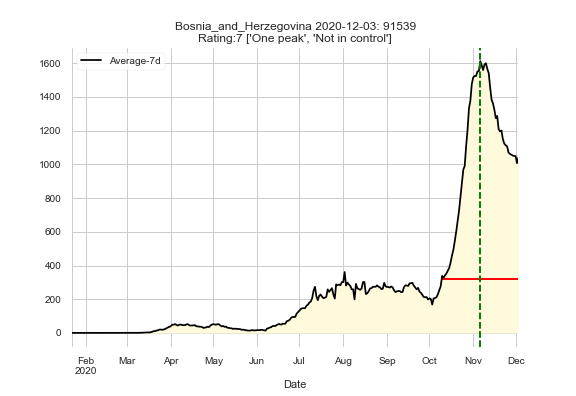 Bosnia_and_Herzegovina 2020-12-03: 91539
Rating:7 ['One peak', 'Not in control']
Average-7d
1600
1400
1200
1000
800
600
400
200
0
Feb Mar Apr May Jun Jul Aug Sep Oct Nov Dec
2020
Date